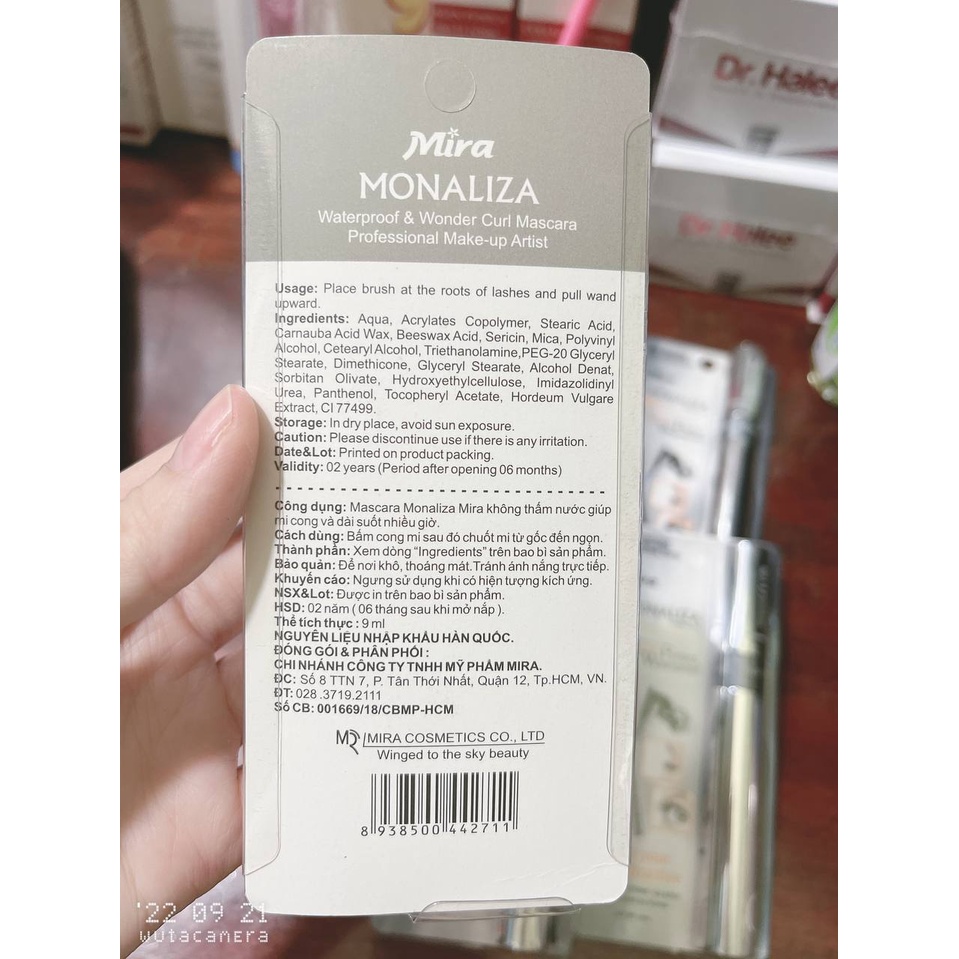 Mira
MONALIZA
Waterproof & Wonder Curl Mascara
Professional Make-up Artist
Usage: Place brush at the roots of lashes and pull wand
upward.
Ingredients: Aqua, Acrylates Copolymer, Stearic Acid,
Carnauba Acid Wax, Beeswax Acid, Sericin, Mica, Polyvinyl
Alcohol, Cetearyl Alcohol, Triethanolamine,PEG-20 Glyceryl
Stearate, Dimethicone, Glyceryl Stearate, Alcohol Denat,
Sorbitan Olivate, Hydroxyethylcellulose, Imidazolidinyl
Urea, Panthenol, Tocopheryl Acetate, Hordeum Vulgare
Extract, CI 77499.
Storage: In dry place, avoid sun exposure.
Caution: Please discontinue use if there is any irritation.
Date&Lot: Printed on product packing.
Validity: 02 years (Period after opening 06 months)
Công dụng: Mascara Monaliza Mira không thấm nước giúp
mi cong và dài suốt nhiều giờ.
Cách dùng: Bấm cong mi sau đó chuốt mi từ gốc đến ngọn.
Thành phần: Xem dòng "Ingredients" trên bao bì sản phẩm.
Bảo quản: Để nơi khô, thoáng mát.Tránh ánh nắng trực tiếp.
Khuyến cáo: Ngưng sử dụng khi có hiện tượng kích ứng.
NSX&Lot: Được in trên bao bì sản phẩm.
HSD: 02 năm ( 06 tháng sau khi mở nắp ).
Thể tích thực : 9 ml
NGUYÊN LIỆU NHẬP KHẨU HÀN QUỐC.
ĐÓNG GÓI & PHÂN PHỐI :
CHI NHÁNH CÔNG TY TNHH MỸ PHẨM MIRA.
ĐC: Số 8 TTN 7, P. Tân Thới Nhất, Quận 12, Tp.HCM, VN.
ĐT: 028 .3719.2111
Số CB: 001669/18/CBMP-HCM
MR MIRA COSMETICS CO., LTD
Winged to the sky beauty
8 938500 442711
Dr. Halee
Dr. Halee
'22 09 21
wutacamera